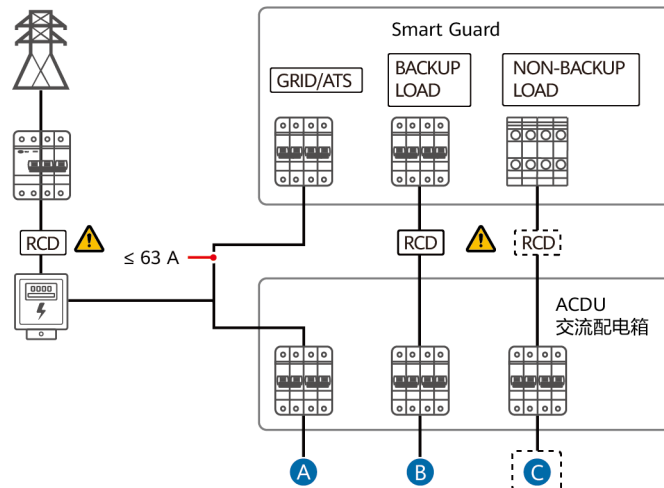 Smart Guard
GRID/ATS
BACKUP
LOAD
NON-BACKUP
LOAD
RCD
≤ 63 A
RCD
RCD
0000
ACDU
交流配电箱
A
B
C